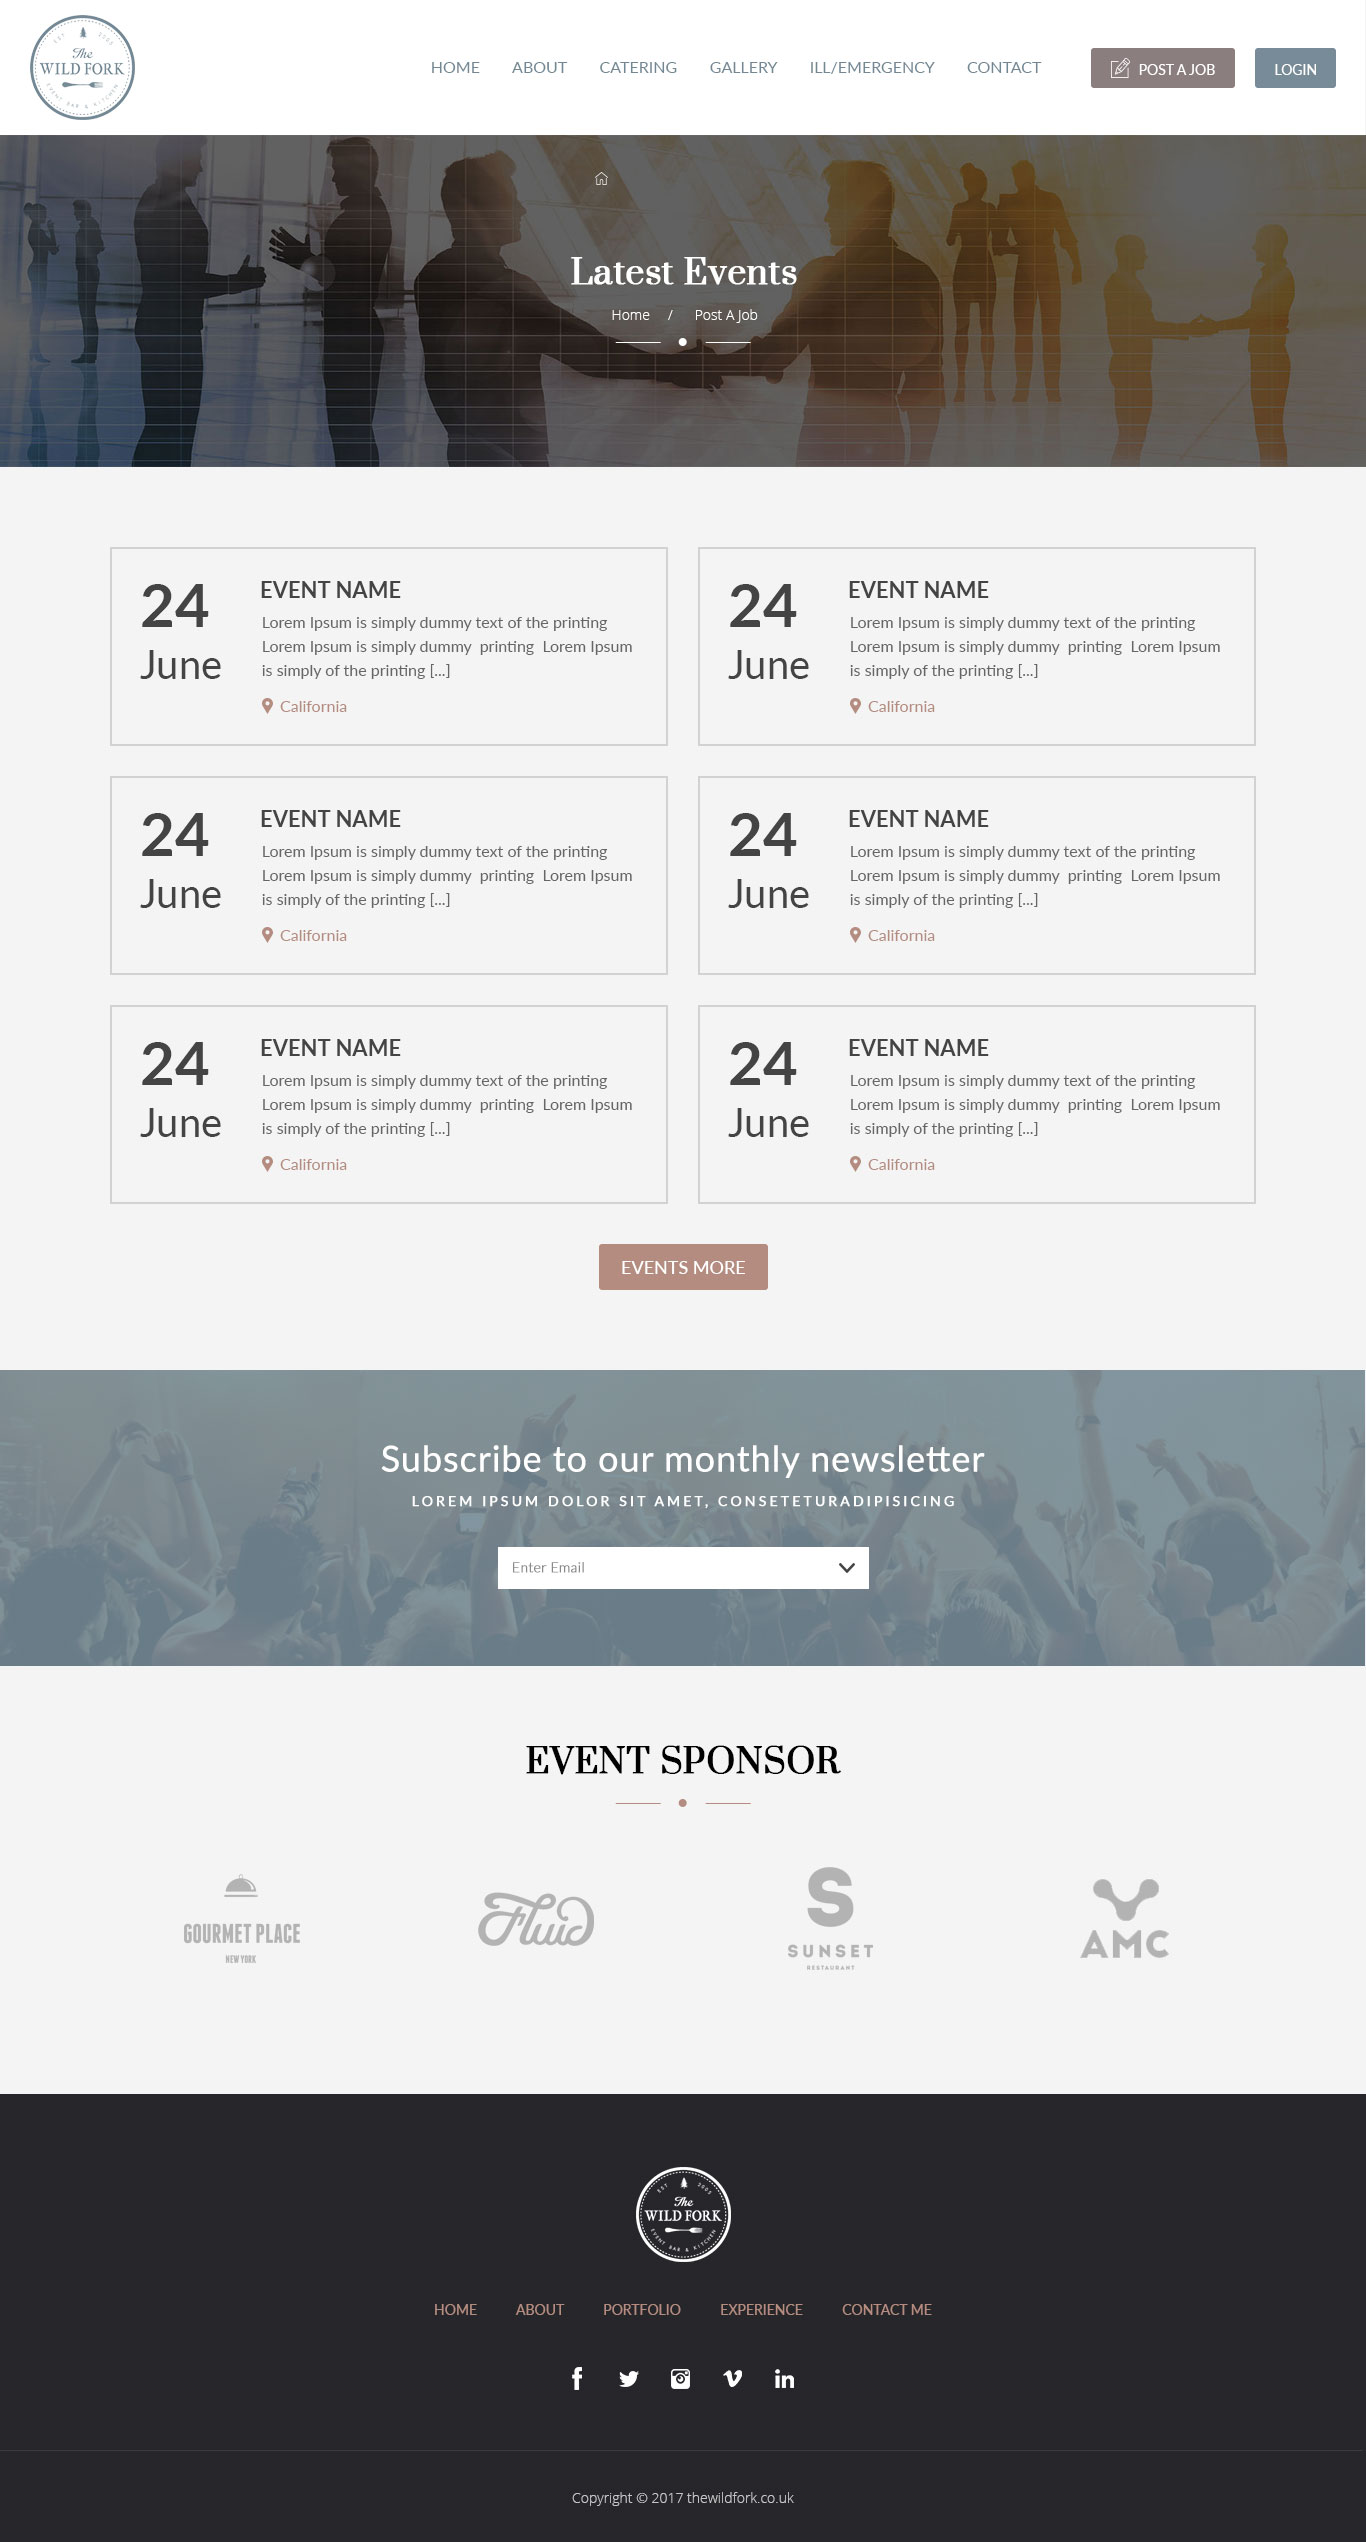 EST 2005
The
WILD FORK
EVENT BAR & KITCHEN
HOME ABOUT CATERING GALLERY ILL/EMERGENCY CONTACT POST A JOB LOGIN
Latest Events
Home / Post A Job
24
June
EVENT NAME
Lorem Ipsum is simply dummy text of the printing
Lorem Ipsum is simply dummy printing Lorem Ipsum
is simply of the printing [...]
California
24
June
EVENT NAME
Lorem Ipsum is simply dummy text of the printing
Lorem Ipsum is simply dummy printing Lorem Ipsum
is simply of the printing [...]
California
24
June
EVENT NAME
Lorem Ipsum is simply dummy text of the printing
Lorem Ipsum is simply dummy printing Lorem Ipsum
is simply of the printing [...]
California
24
June
EVENT NAME
Lorem Ipsum is simply dummy text of the printing
Lorem Ipsum is simply dummy printing Lorem Ipsum
is simply of the printing [...]
California
24
June
EVENT NAME
Lorem Ipsum is simply dummy text of the printing
Lorem Ipsum is simply dummy printing Lorem Ipsum
is simply of the printing [...]
California
24
June
EVENT NAME
Lorem Ipsum is simply dummy text of the printing
Lorem Ipsum is simply dummy printing Lorem Ipsum
is simply of the printing [...]
California
EVENTS MORE
Subscribe to our monthly newsletter
LOREM IPSUM DOLOR SIT AMET, CONSETETURADIPISICING
Enter Email
EVENT SPONSOR
GOURMET PLACE
NEW YORK
Fluid
S
SUNSET
RESTAURANT
AMC
EST 2005
The
WILD FORK
EVENT BAR & KITCHEN
HOME ABOUT PORTFOLIO EXPERIENCE CONTACT ME
Copyright © 2017 thewildfork.co.uk